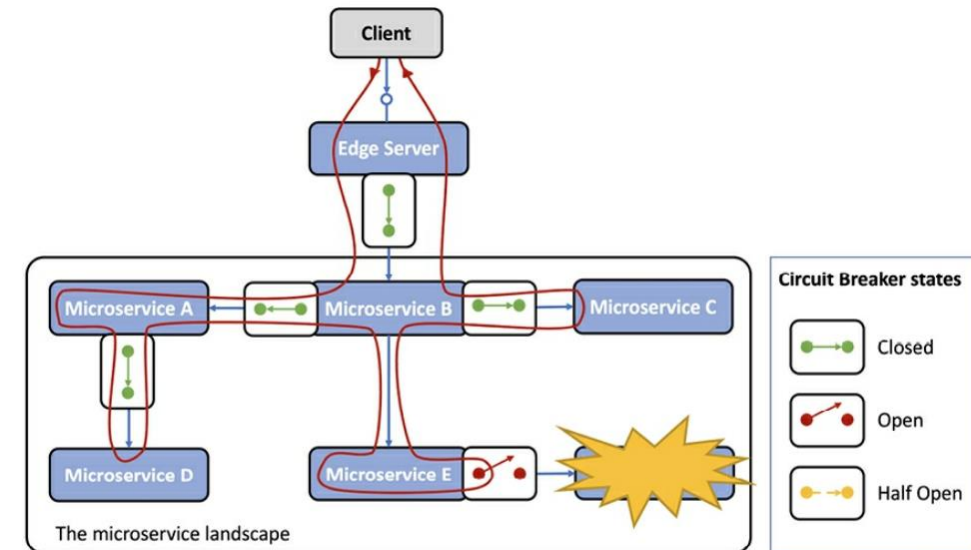 Client
Edge Server
Microservice A
Microservice B
Microservice C
Microservice D
Microservice E
The microservice landscape
Circuit Breaker states
Closed
Open
Half Open